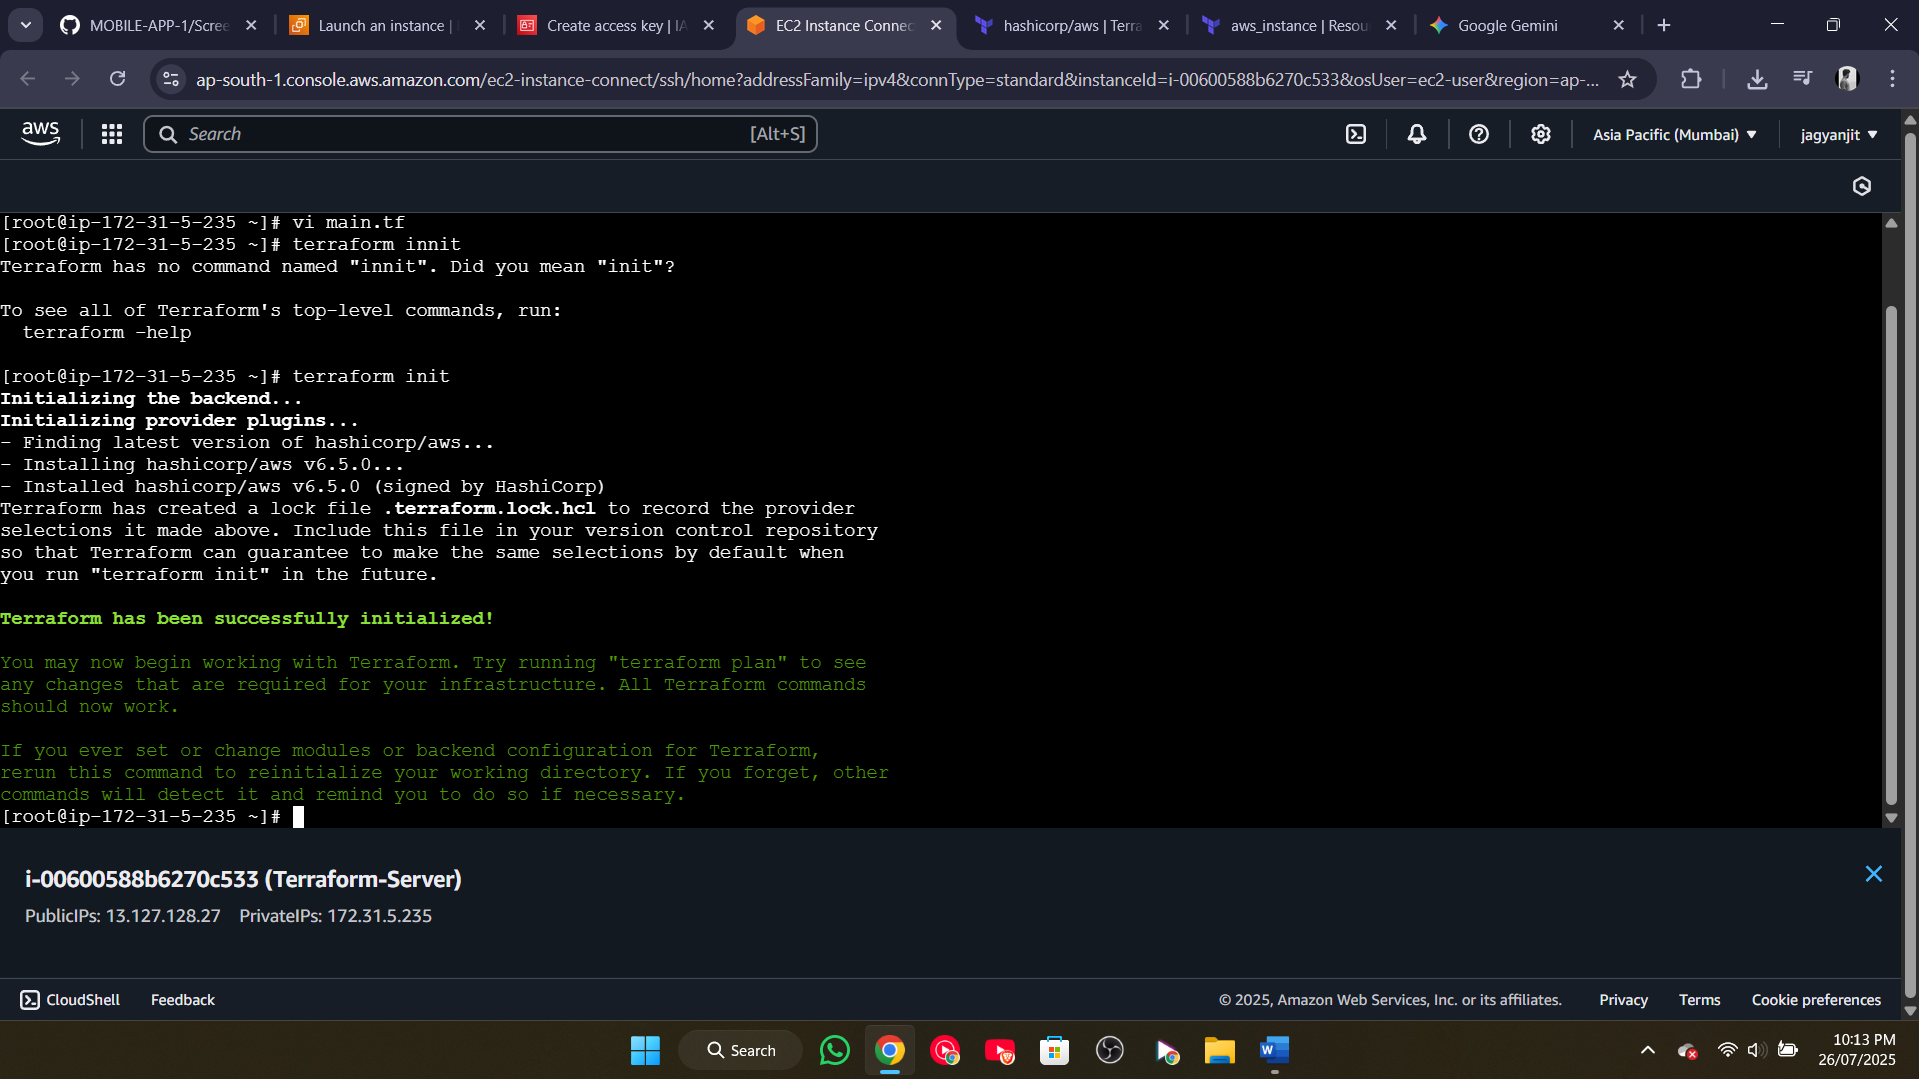 MOBILE-APP-1/Scree
Launch an instance |
Create access key | IA
EC2 Instance Connec
hashicorp/aws | Terra
aws_instance | Resou
Google Gemini
ap-south-1.console.aws.amazon.com/ec2-instance-connect/ssh/home?addressFamily=ipv4&connType=standard&instanceId=i-00600588b6270c533&osUser=ec2-user&region=ap-...
aws
Search
[Alt+S]
Asia Pacific (Mumbai)
jagyanjit
[root@ip-172-31-5-235 ~]# vi main.tf
[root@ip-172-31-5-235 ~]# terraform innit
Terraform has no command named "innit". Did you mean "init"?
To see all of Terraform's top-level commands, run:
terraform -help
[root@ip-172-31-5-235 ~]# terraform init
Initializing the backend...
Initializing provider plugins...
- Finding latest version of hashicorp/aws...
- Installing hashicorp/aws v6.5.0...
- Installed hashicorp/aws v6.5.0 (signed by HashiCorp)
Terraform has created a lock file .terraform.lock.hcl to record the provider
selections it made above. Include this file in your version control repository
so that Terraform can guarantee to make the same selections by default when
you run "terraform init" in the future.
Terraform has been successfully initialized!
You may now begin working with Terraform. Try running "terraform plan" to see
any changes that are required for your infrastructure. All Terraform commands
should now work.
If you ever set or change modules or backend configuration for Terraform,
rerun this command to reinitialize your working directory. If you forget, other
commands will detect it and remind you to do so if necessary.
[root@ip-172-31-5-235 ~]#
i-00600588b6270c533 (Terraform-Server)
PublicIPs: 13.127.128.27 PrivateIPs: 172.31.5.235
CloudShell
Feedback
© 2025, Amazon Web Services, Inc. or its affiliates.
Privacy
Terms
Cookie preferences
Search
10:13 PM
26/07/2025